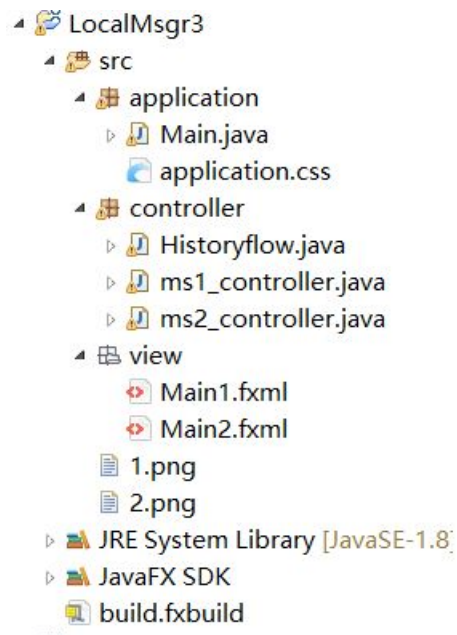 LocalMsgr3
src
application
Main.java
application.css
controller
Historyflow.java
ms1_controller.java
ms2_controller.java
view
Main1.fxml
Main2.fxml
1.png
2.png
JRE System Library [JavaSE-1.8]
JavaFX SDK
build.fxbuild